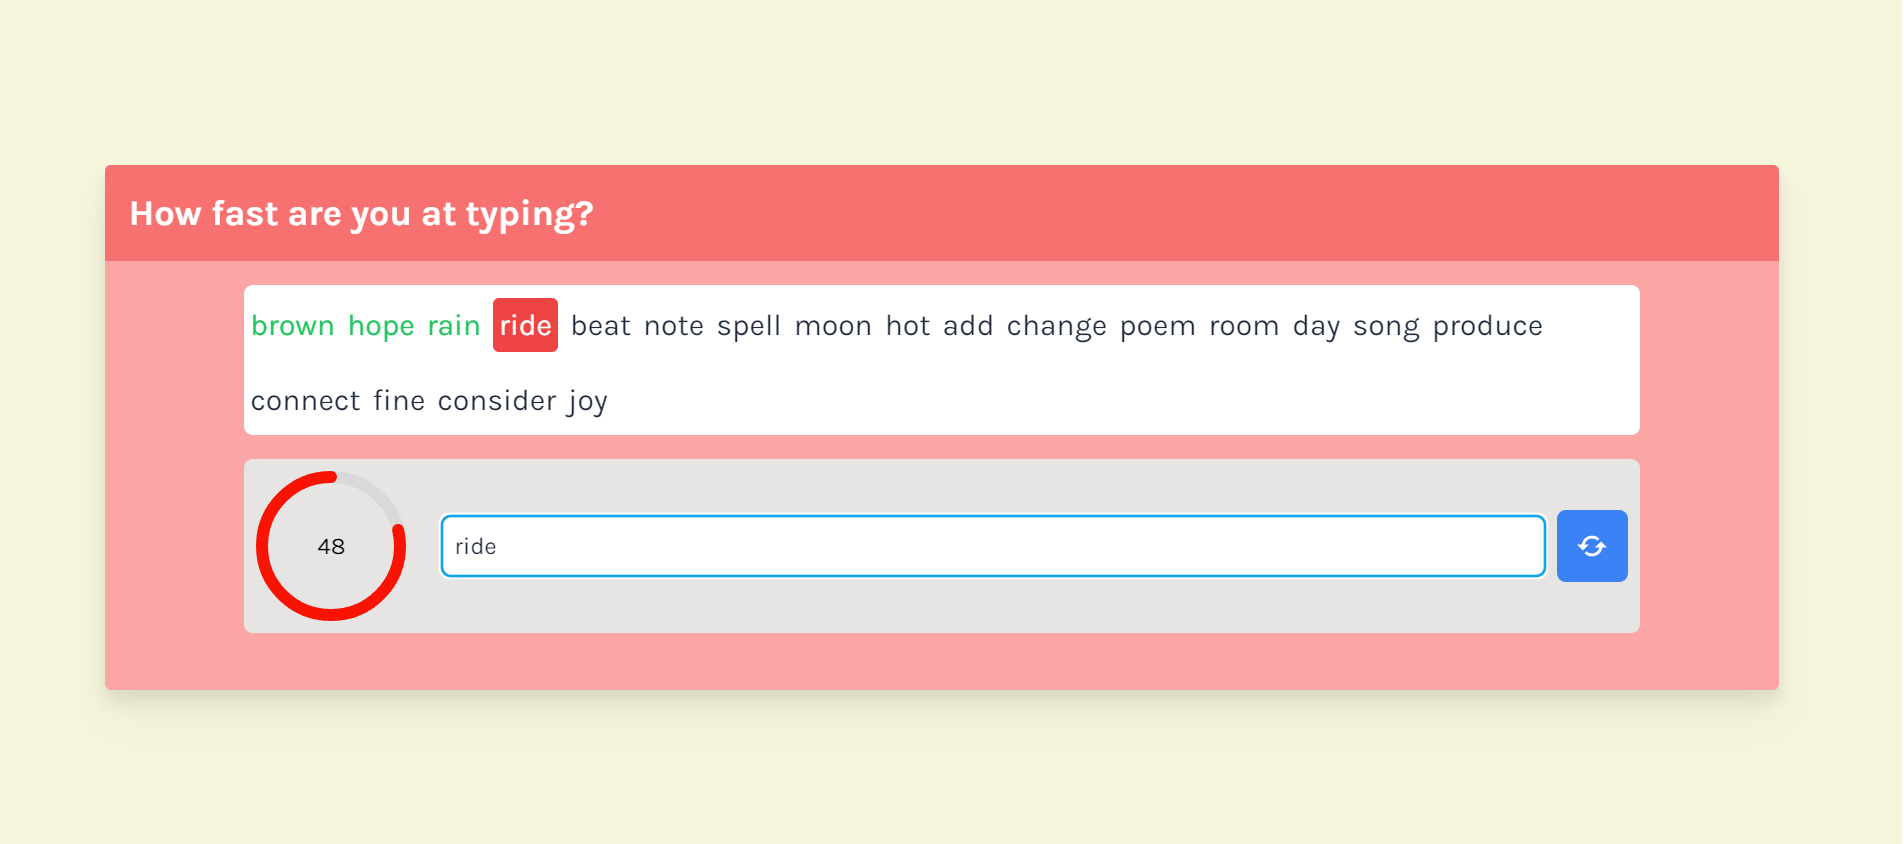 How fast are you at typing?
brown hope rain ride beat note spell moon hot add change poem room day song produce
connect fine consider joy
48
ride